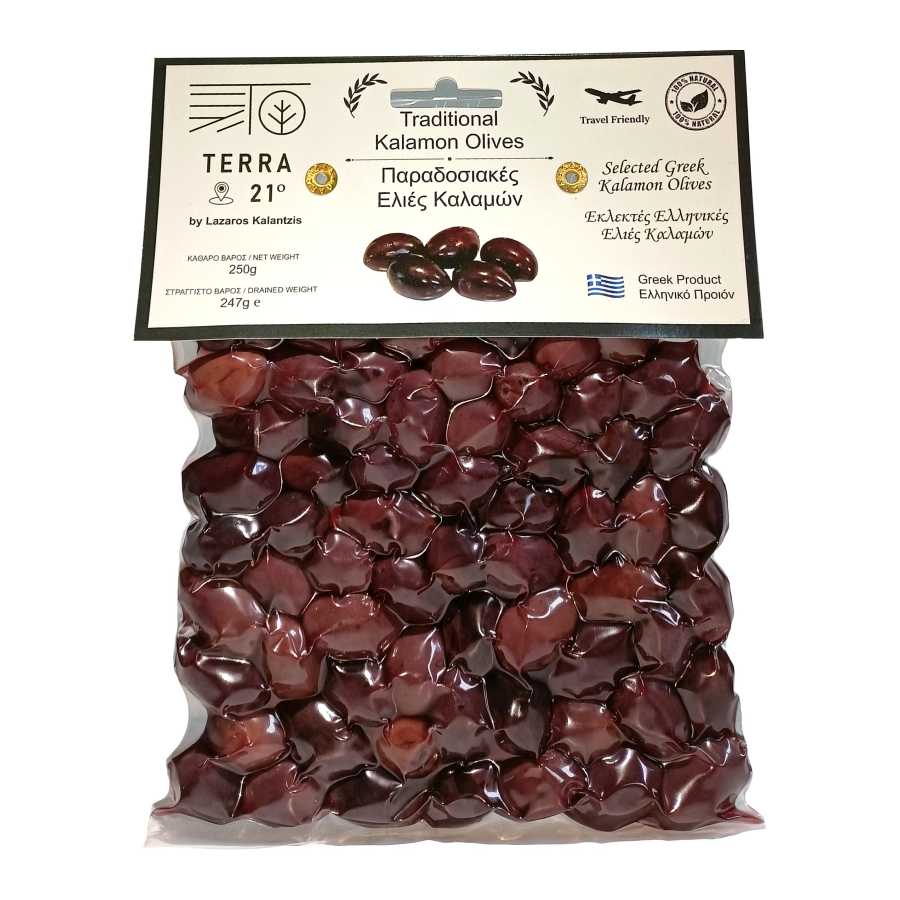 TERRA
21°
by Lazaros Kalantzis
ΚΑΘΑΡΟ ΒΑΡΟΣ / NET WEIGHT
250g
ΣΤΡΑΓΓΙΣΤΟ ΒΑΡΟΣ / DRAINED WEIGHT
247g e
Traditional
Kalamon Olives
Παραδοσιακές
Ελιές Καλαμών
Travel Friendly
100% NATURAL
100% NATURAL
Selected Greek
Kalamon Olives
Εκλεκτές Ελληνικές
Ελιές Καλαμών
Greek Product
Ελληνικό Προιόν